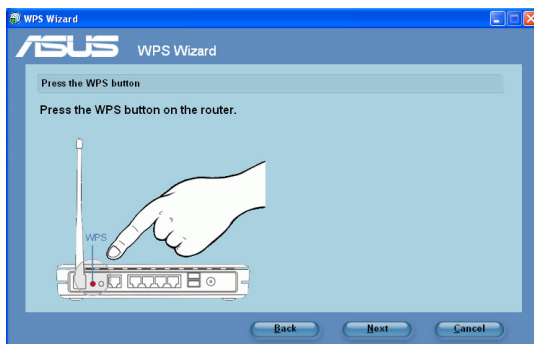 WPS Wizard
ASUS WPS Wizard
Press the WPS button
Press the WPS button on the router.
WPS
Back Next Cancel